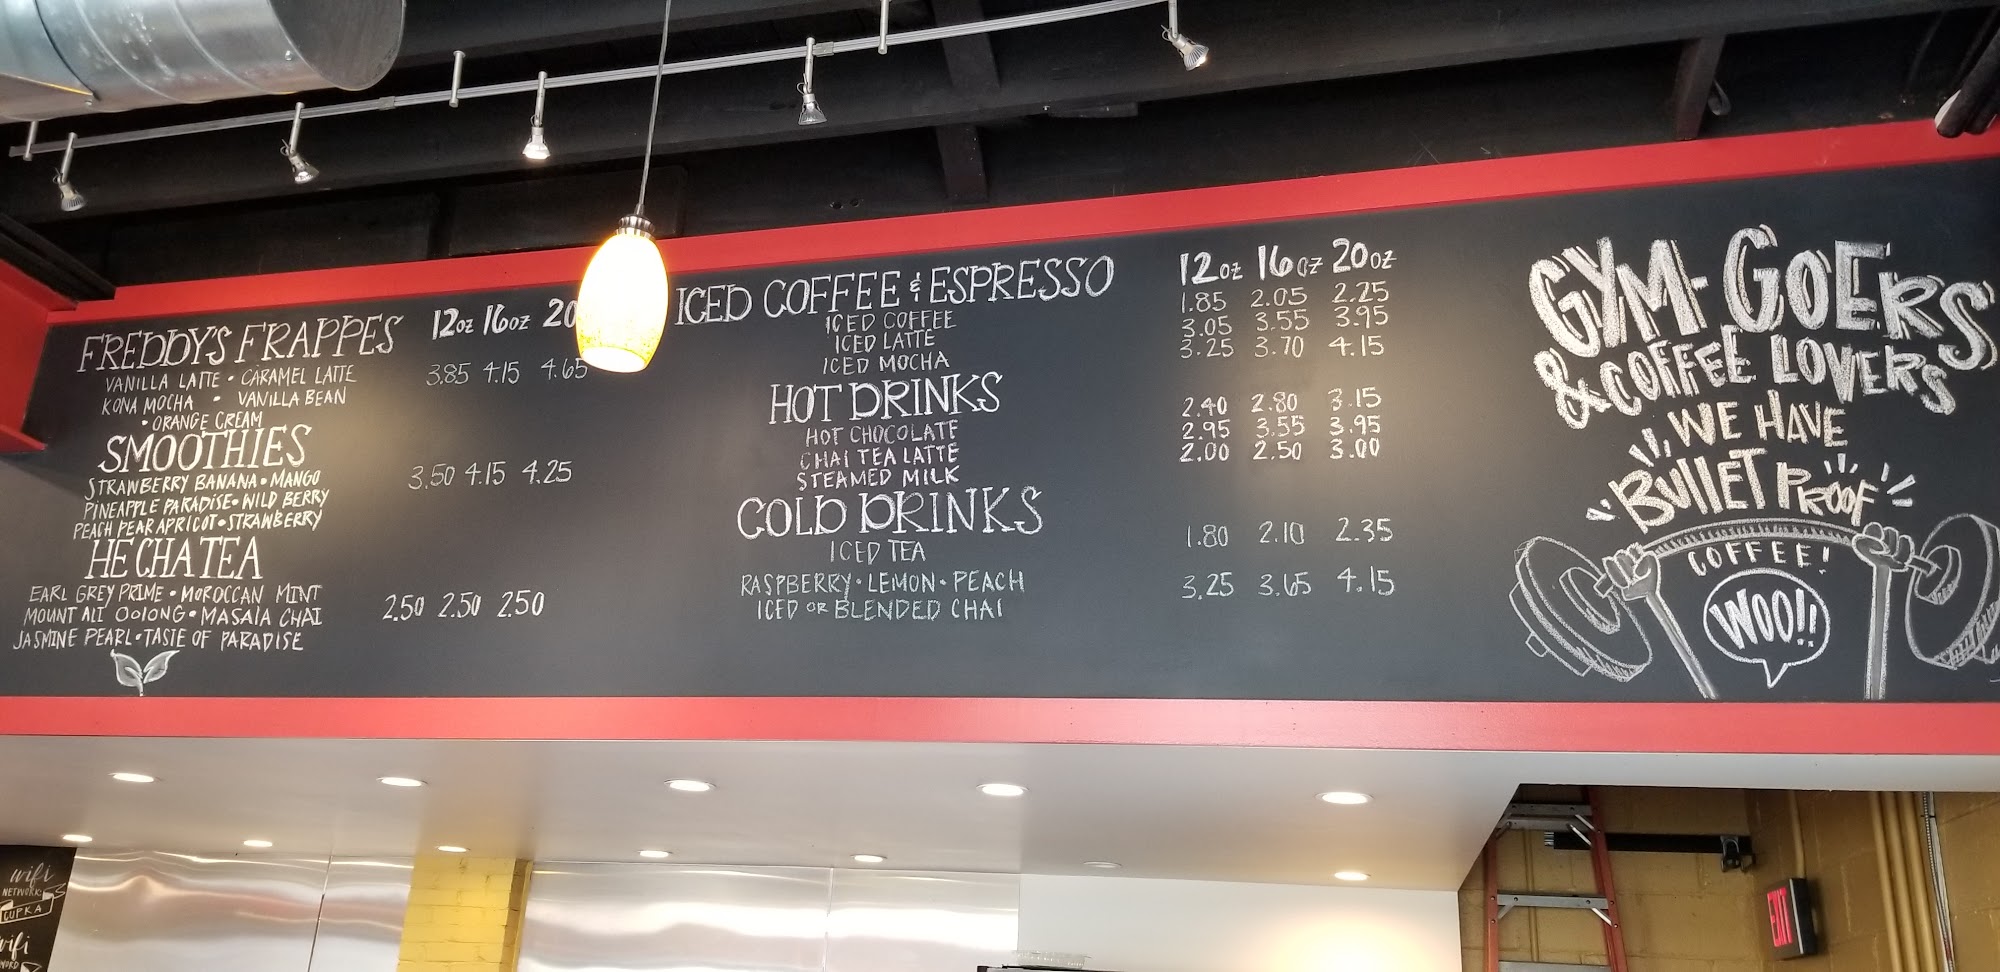 FREDDYS FRAPPES 12oz 16oz 20
VANILLA LATTE • CARAMEL LATTE 3.85 4.15 4.65
KONA MOCHA • VANILLA BEAN
• ORANGE CREAM
SMOOTHIES
STRAWBERRY BANANA • MANGO 3.50 4.15 4.25
PINEAPPLE PARADISE • WILD BERRY
PEACH PEAR APRICOT • STRAWBERRY
HE CHA TEA
EARL GREY PRIME • MOROCCAN MINT
MOUNT ALI OOLONG • MASALA CHAI 2.50 2.50 2.50
JASMINE PEARL • TASTE OF PARADISE
ICED COFFEE & ESPRESSO 12oz 16oz 20oz
ICED COFFEE 1.85 2.05 2.25
ICED LATTE 3.05 3.55 3.95
ICED MOCHA 3.25 3.70 4.15
HOT DRINKS
HOT CHOCOLATE 2.40 2.80 3.15
CHAI TEA LATTE 2.95 3.55 3.95
STEAMED MILK 2.00 2.50 3.00
COLD DRINKS
ICED TEA 1.80 2.10 2.35
RASPBERRY • LEMON • PEACH
ICED OR BLENDED CHAI 3.25 3.65 4.15
GYM-GOERS
& COFFEE LOVERS
WE HAVE
BULLET PROOF
COFFEE!
WOO!!
wifi
NETWORK:
CUPKA
wifi
EXIT